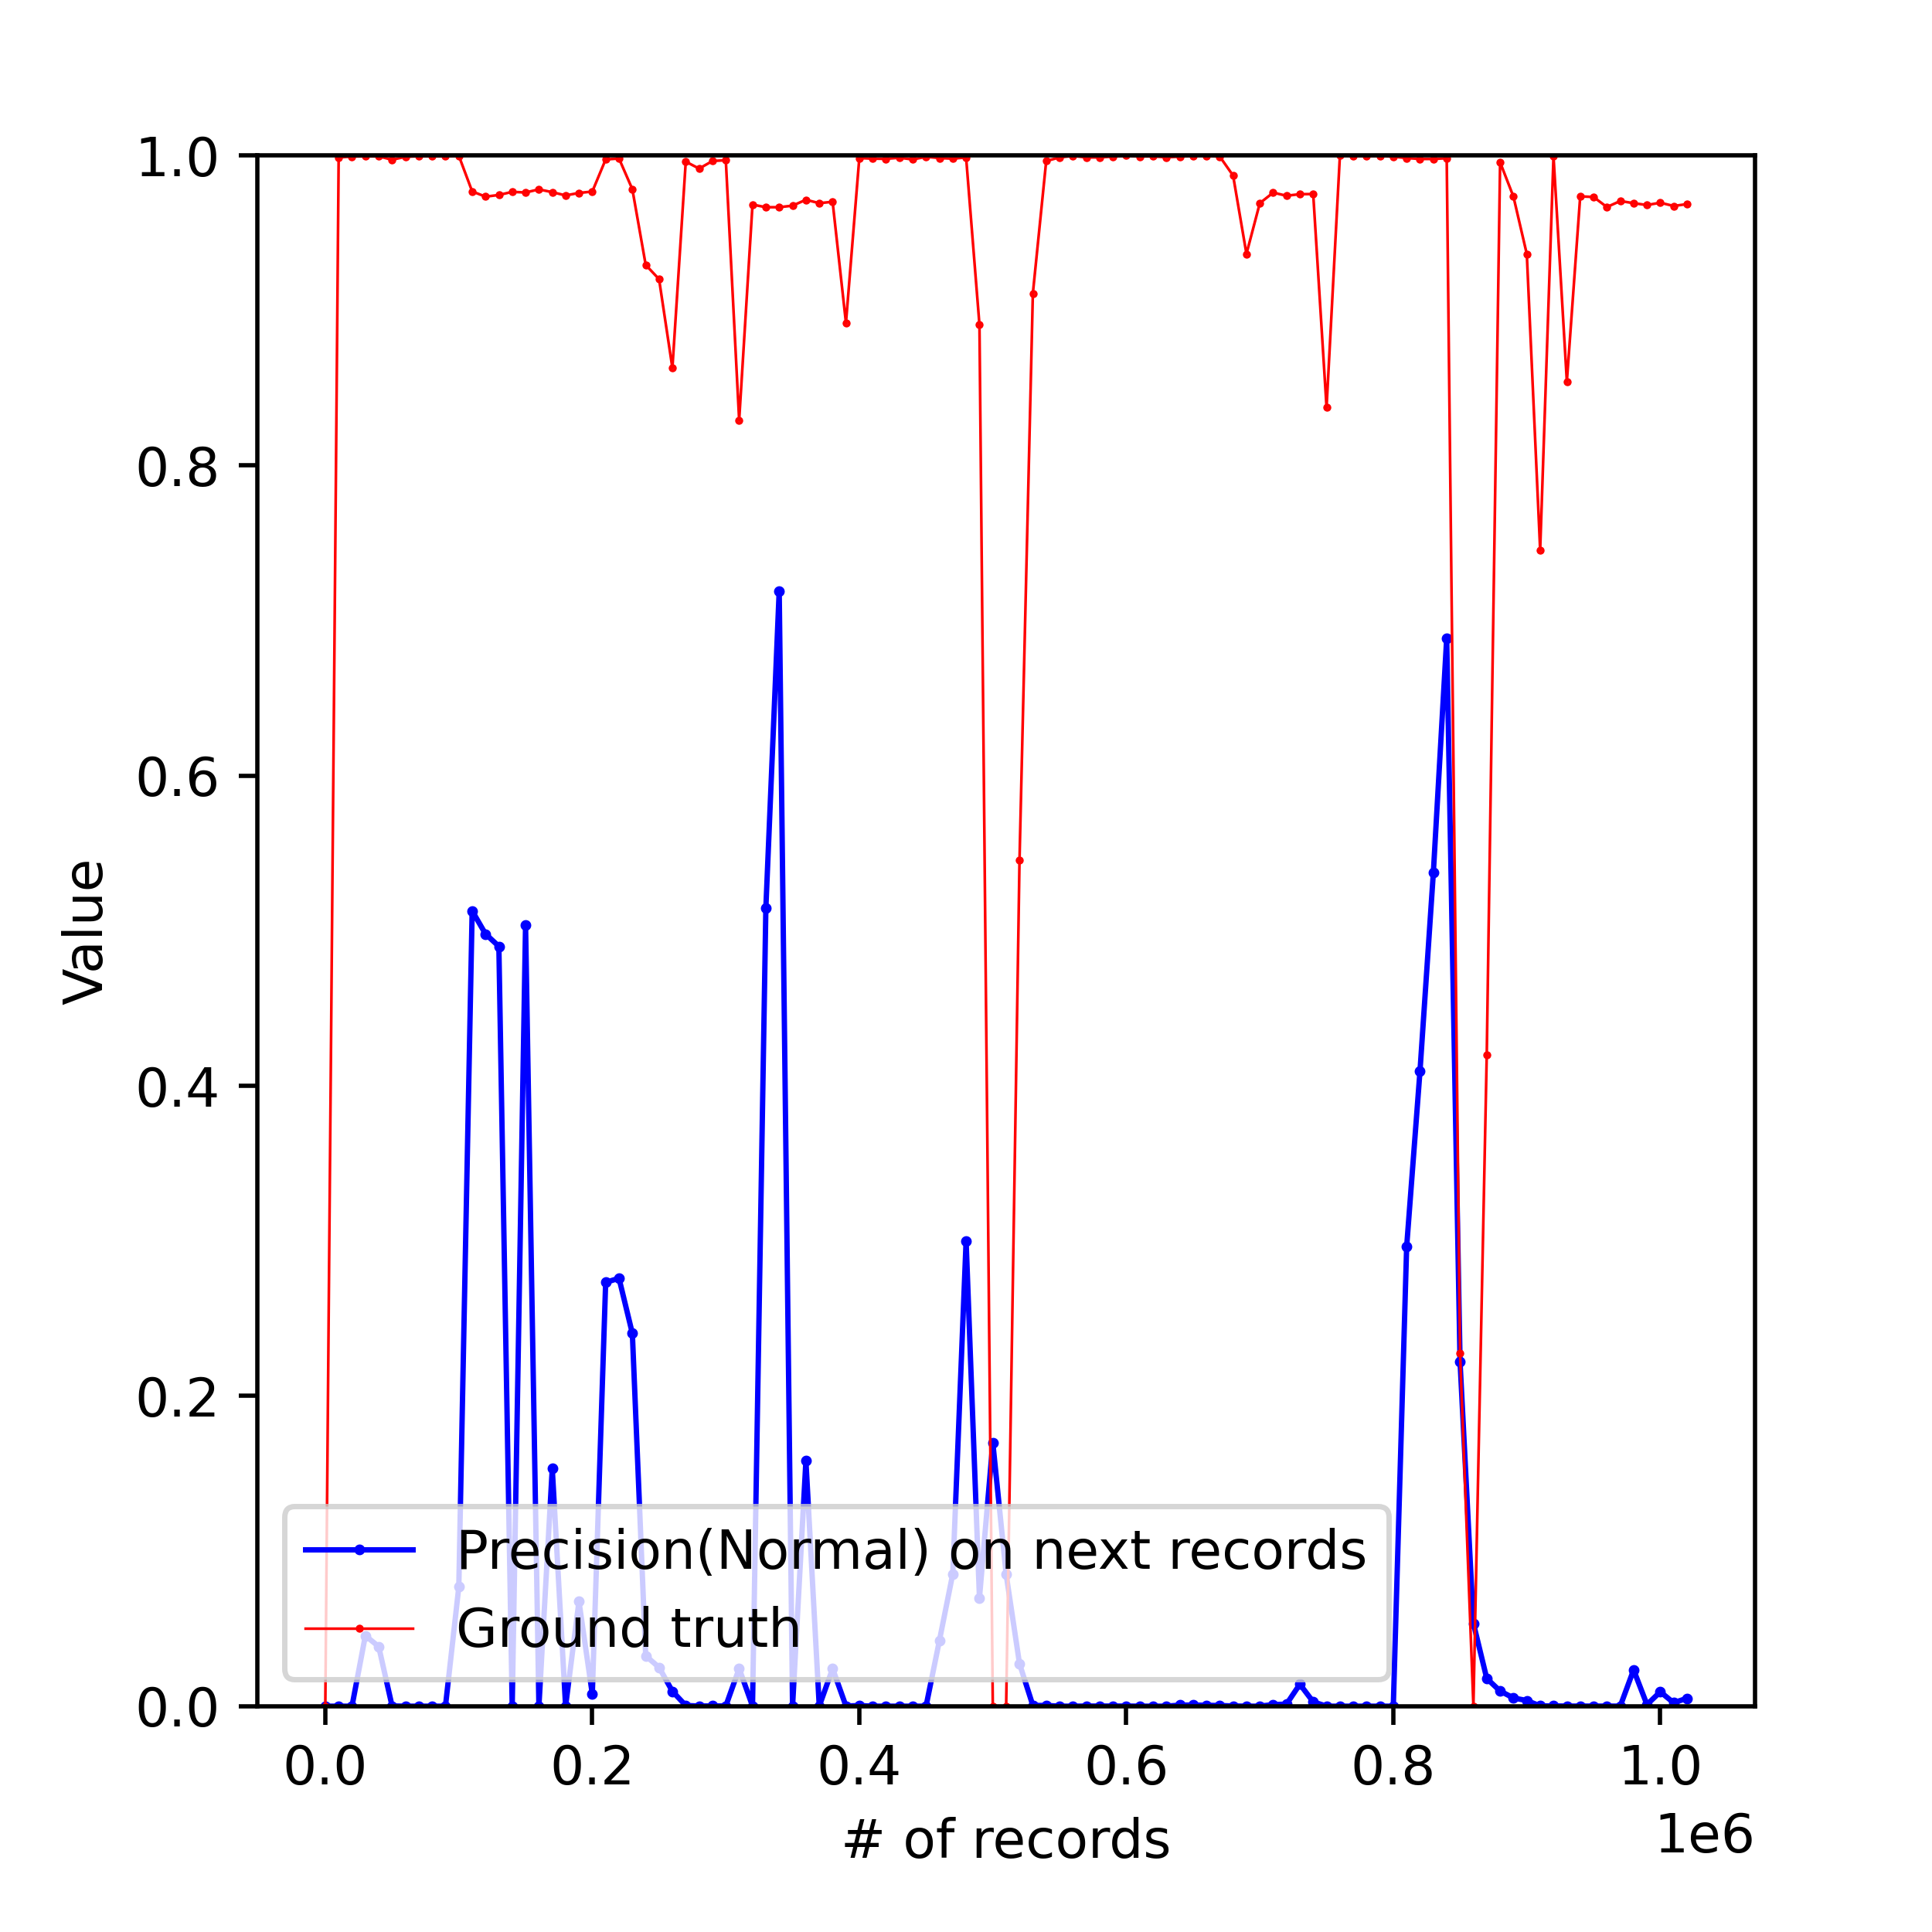 1.0
0.8
0.6
0.4
0.2
0.0
Value
Precision(Normal) on next records
Ground truth
0.0 0.2 0.4 0.6 0.8 1.0
# of records
1e6